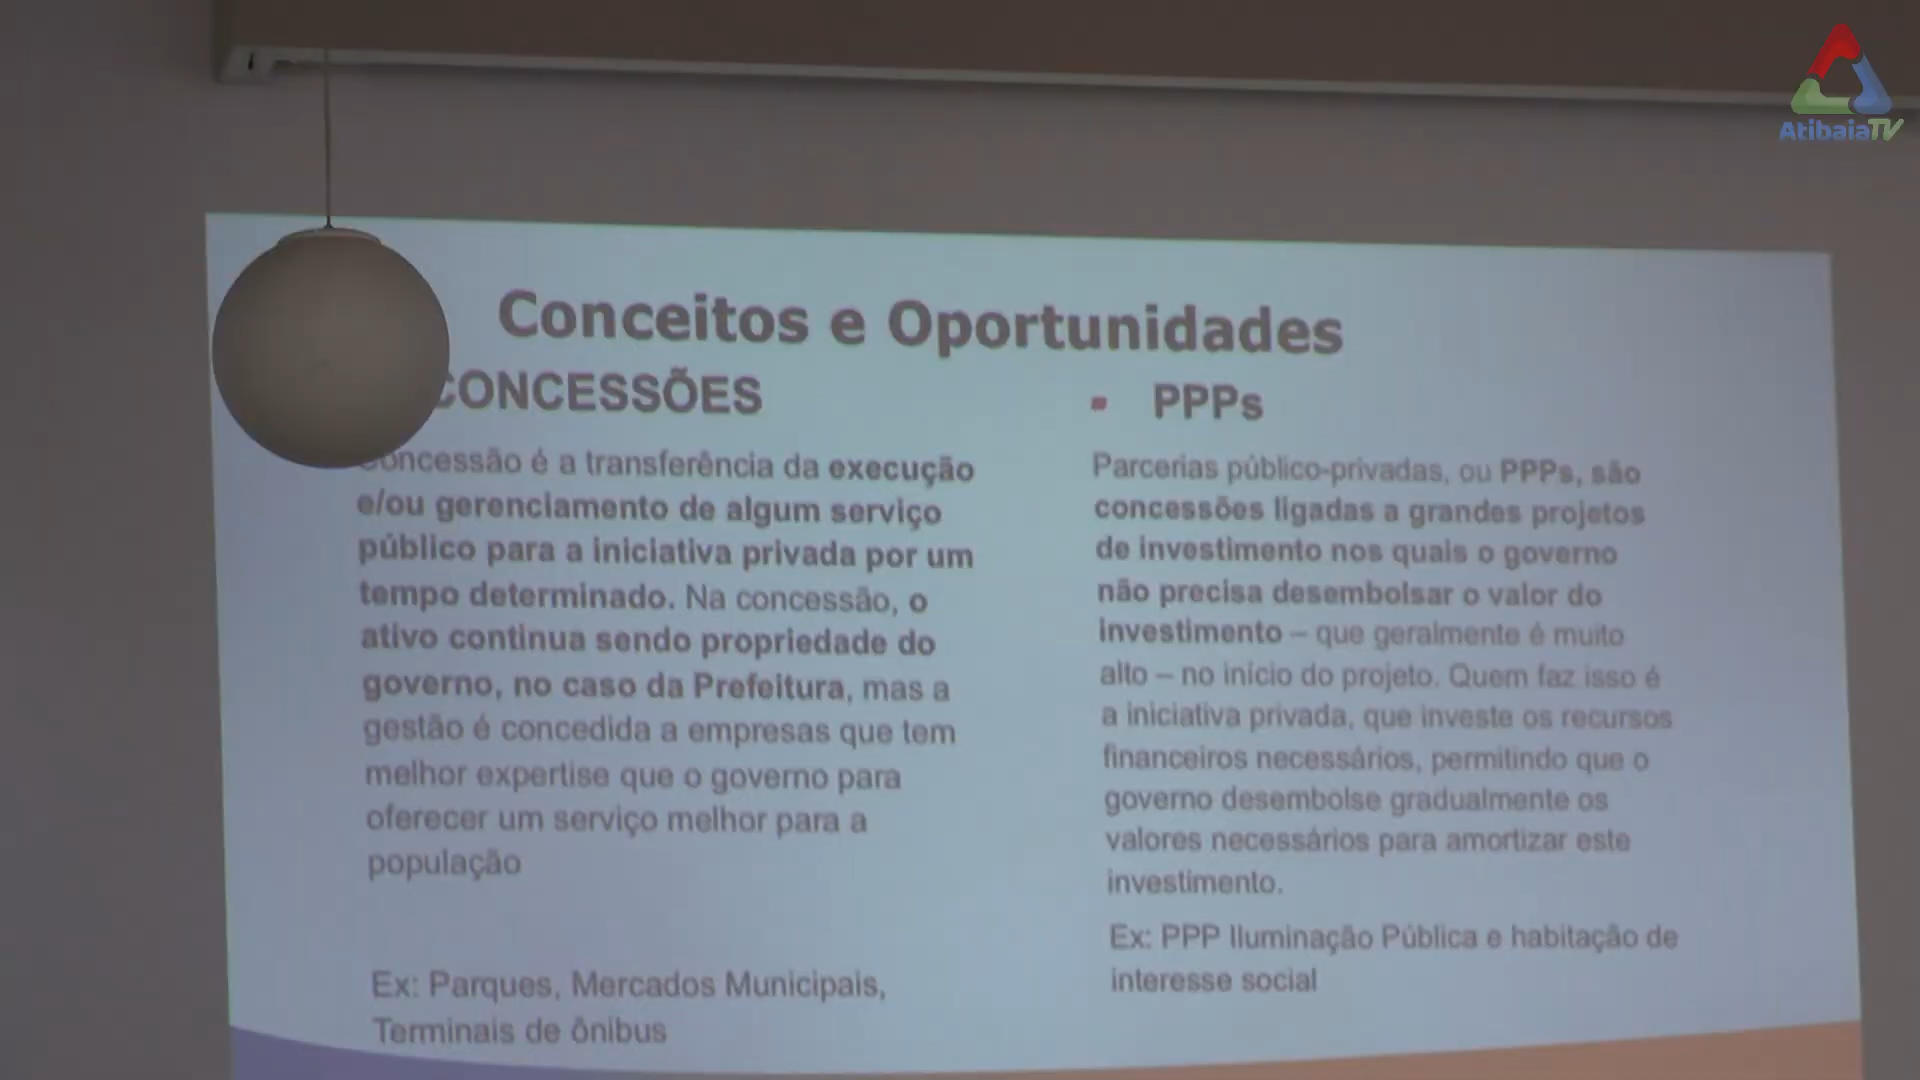 AtibaiaTV
Conceitos e Oportunidades
CONCESSÕES
Concessão é a transferência da execução
e/ou gerenciamento de algum serviço
público para a iniciativa privada por um
tempo determinado. Na concessão, o
ativo continua sendo propriedade do
governo, no caso da Prefeitura, mas a
gestão é concedida a empresas que tem
melhor expertise que o governo para
oferecer um serviço melhor para a
população
Ex: Parques, Mercados Municipais,
Terminais de ônibus
PPPs
Parcerias público-privadas, ou PPPs, são
concessões ligadas a grandes projetos
de investimento nos quais o governo
não precisa desembolsar o valor do
investimento – que geralmente é muito
alto – no início do projeto. Quem faz isso é
a iniciativa privada, que investe os recursos
financeiros necessários, permitindo que o
governo desembolse gradualmente os
valores necessários para amortizar este
investimento.
Ex: PPP Iluminação Pública e habitação de
interesse social